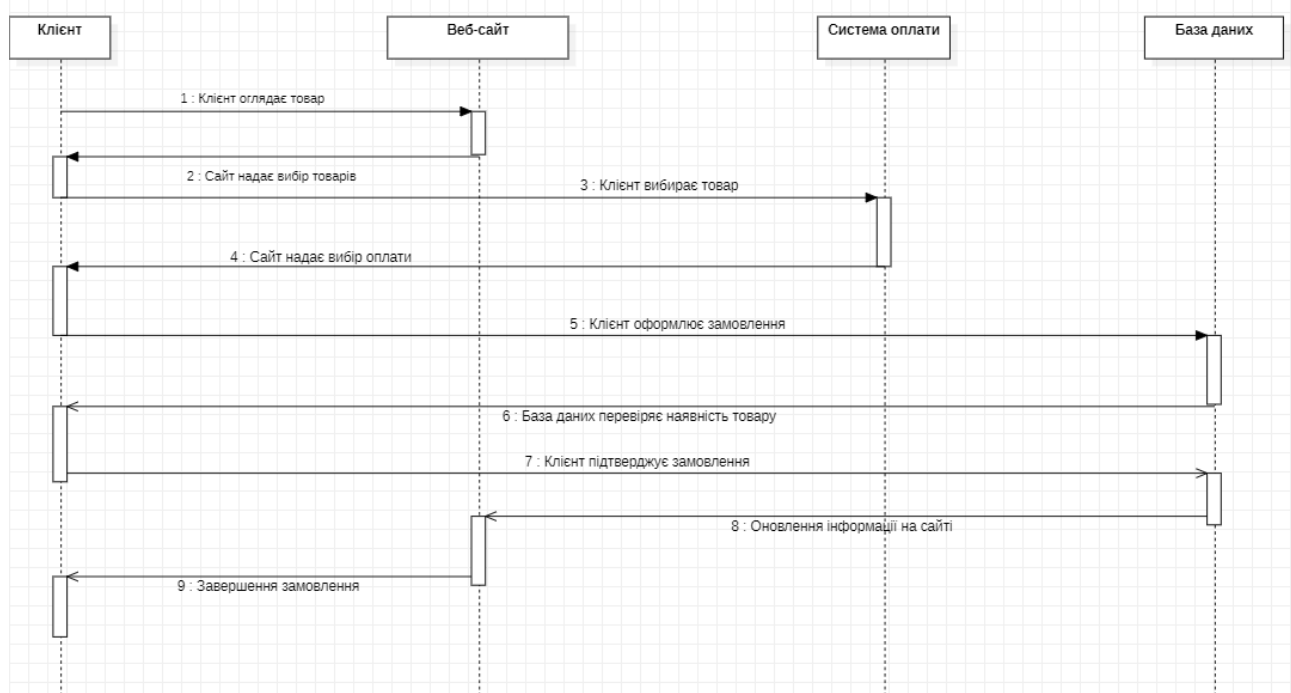 Клієнт
Веб-сайт
Система оплати
База даних
1 : Клієнт оглядає товар
2 : Сайт надає вибір товарів
3 : Клієнт вибирає товар
4 : Сайт надає вибір оплати
5 : Клієнт оформлює замовлення
6 : База даних перевіряє наявність товару
7 : Клієнт підтверджує замовлення
8 : Оновлення інформації на сайті
9 : Завершення замовлення